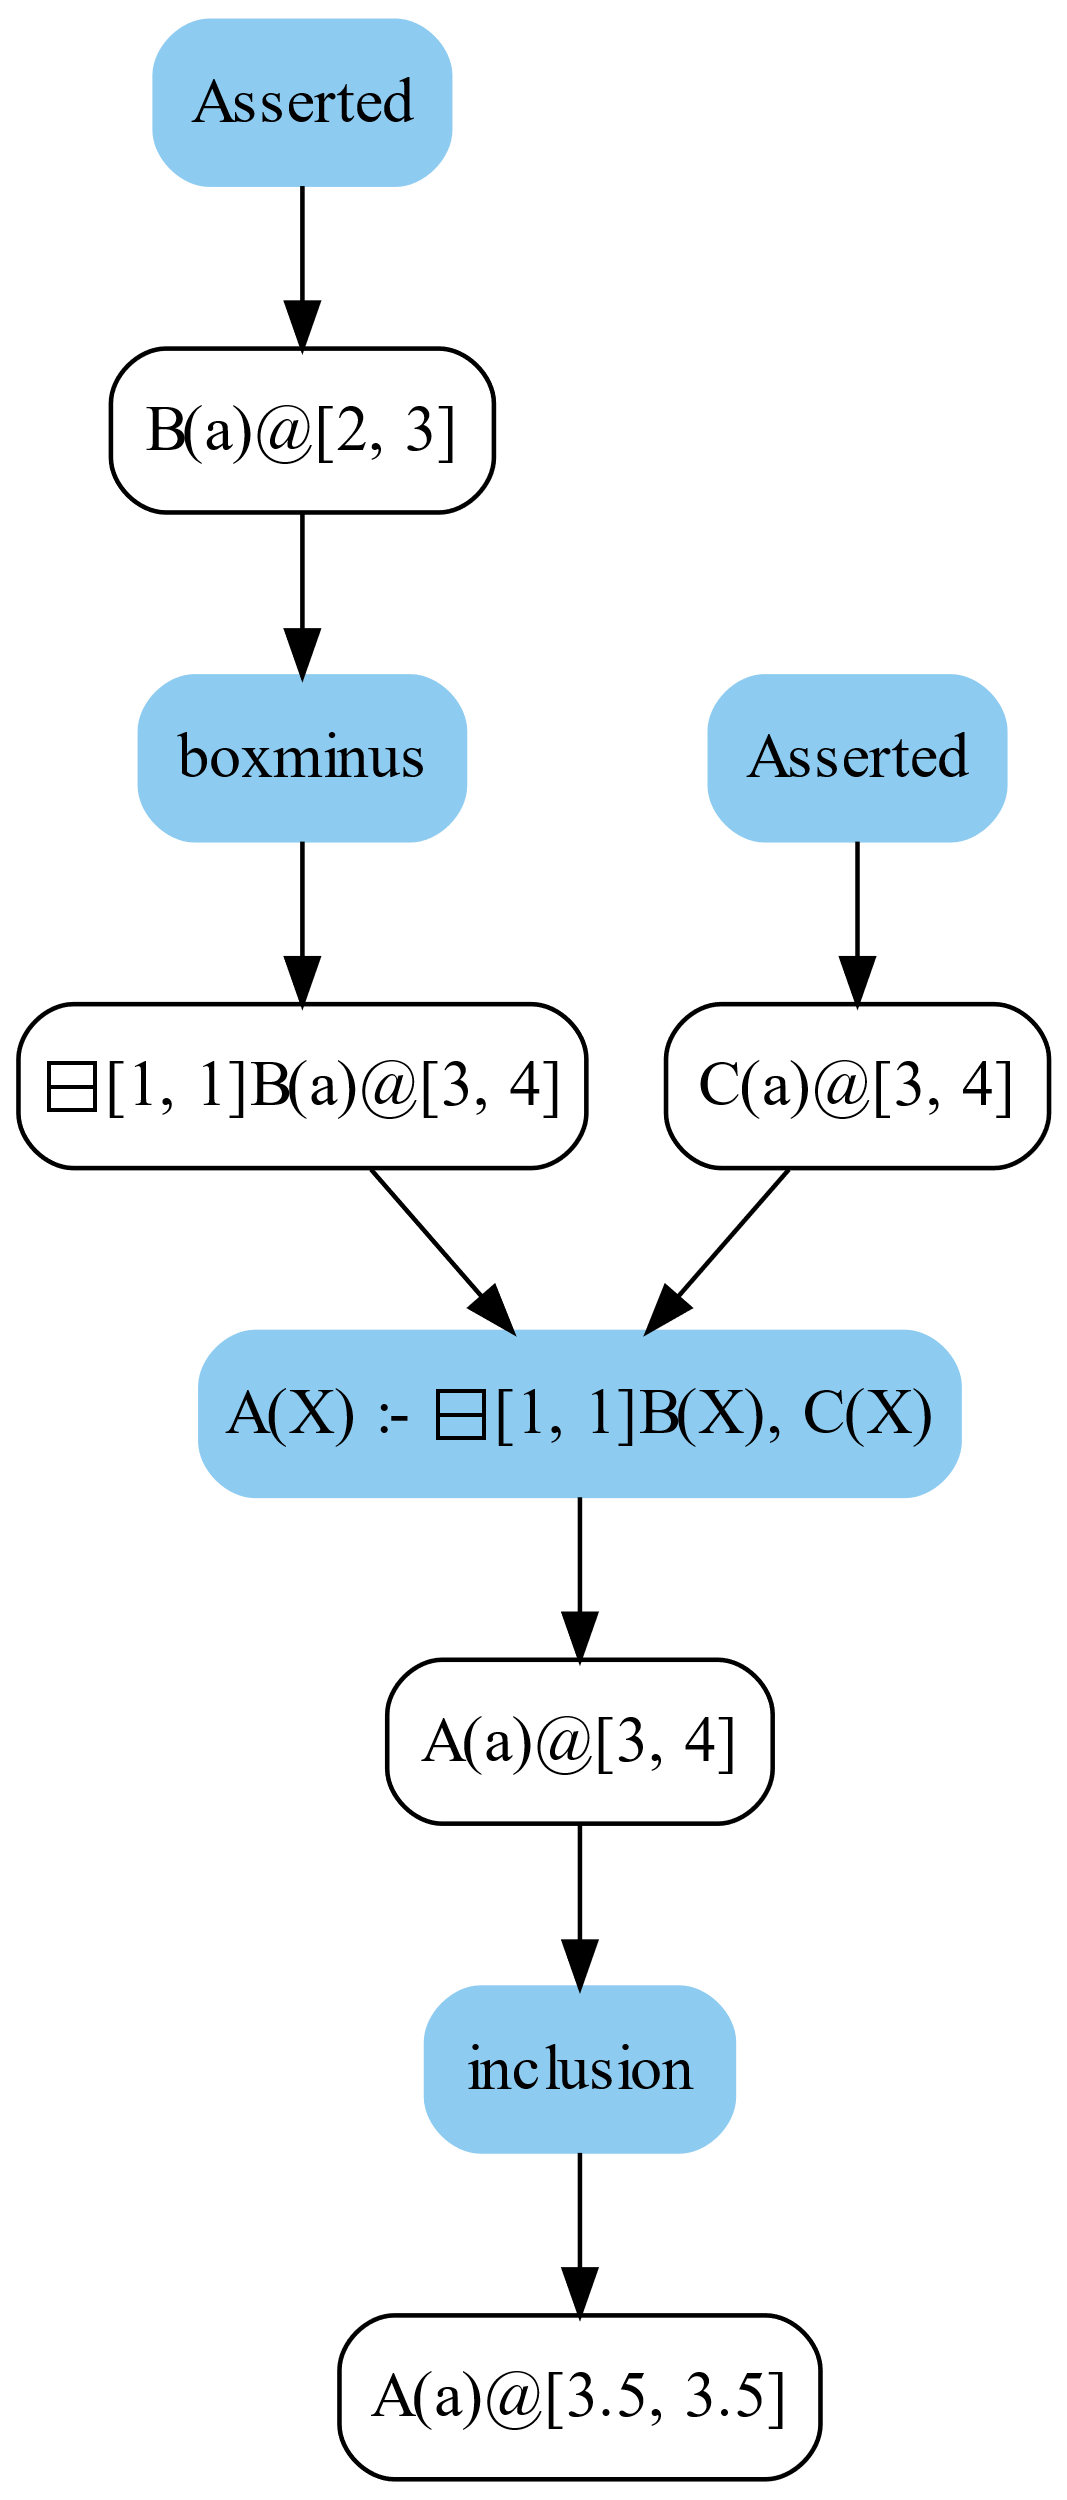 Asserted
B(a)@[2, 3]
boxminus
Asserted
⊟[1, 1]B(a)@[3, 4]
C(a)@[3, 4]
A(X) :- ⊟[1, 1]B(X), C(X)
A(a)@[3, 4]
inclusion
A(a)@[3.5, 3.5]